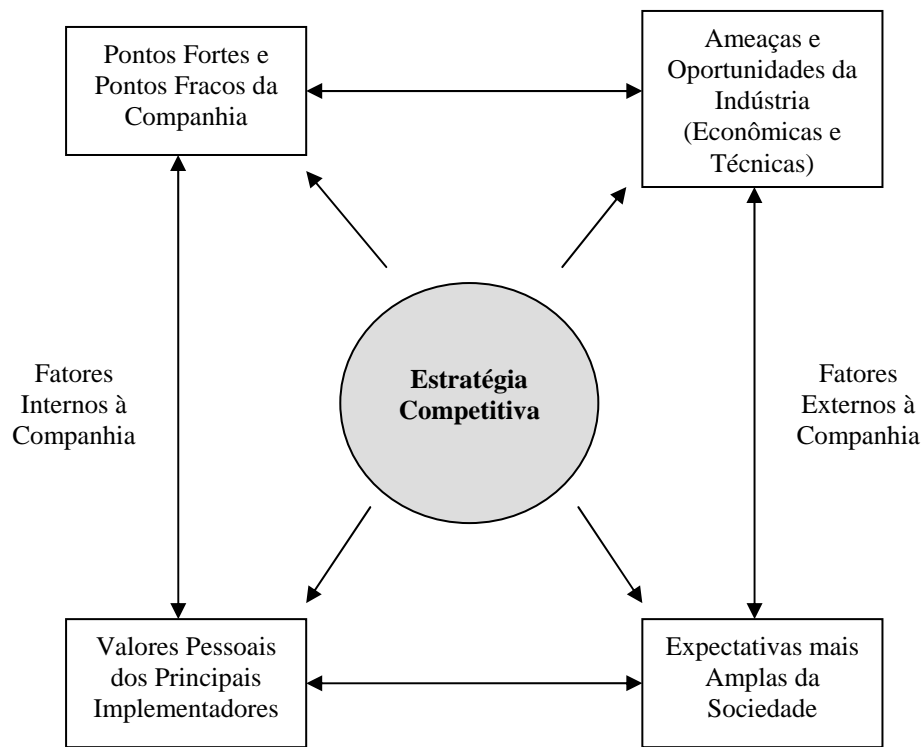 Pontos Fortes e
Pontos Fracos da
Companhia
Ameaças e
Oportunidades da
Indústria
(Econômicas e
Técnicas)
Fatores
Internos à
Companhia
Estratégia
Competitiva
Fatores
Externos à
Companhia
Valores Pessoais
dos Principais
Implementadores
Expectativas mais
Amplas da
Sociedade